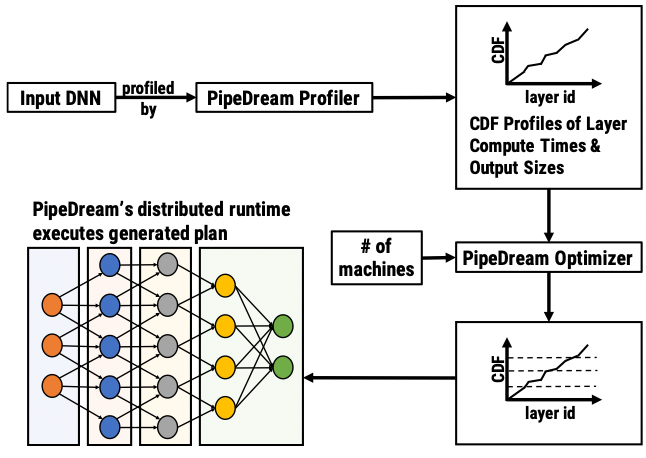 Input DNN
profiled
by
PipeDream Profiler
CDF
layer id
CDF Profiles of Layer
Compute Times &
Output Sizes
# of
machines
PipeDream Optimizer
CDF
layer id
PipeDream's distributed runtime
executes generated plan